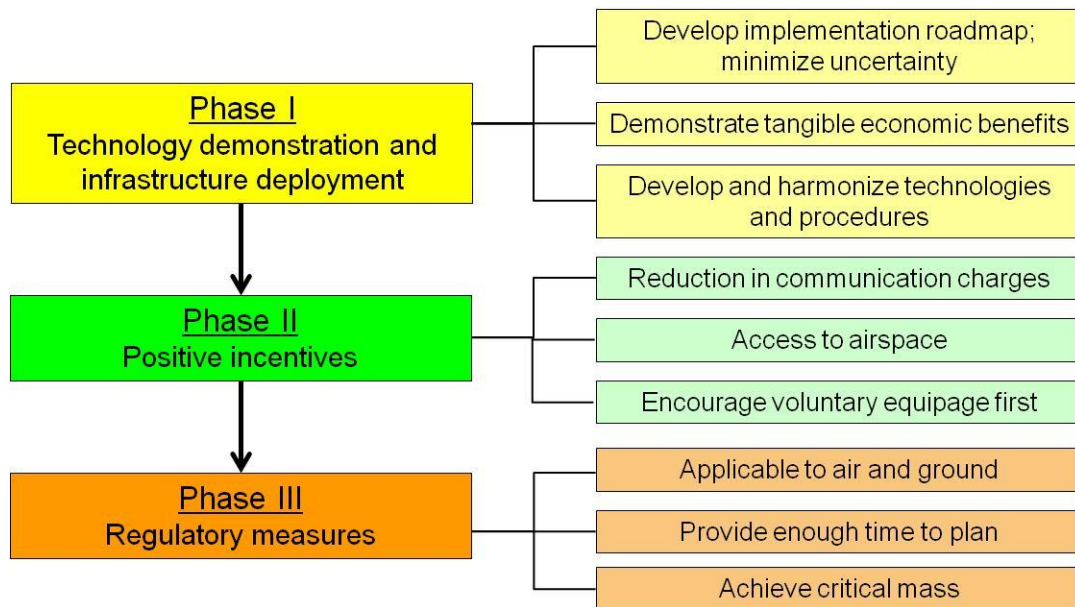 Phase I
Technology demonstration and
infrastructure deployment
Develop implementation roadmap;
minimize uncertainty
Demonstrate tangible economic benefits
Develop and harmonize technologies
and procedures
Phase II
Positive incentives
Reduction in communication charges
Access to airspace
Encourage voluntary equipage first
Phase III
Regulatory measures
Applicable to air and ground
Provide enough time to plan
Achieve critical mass